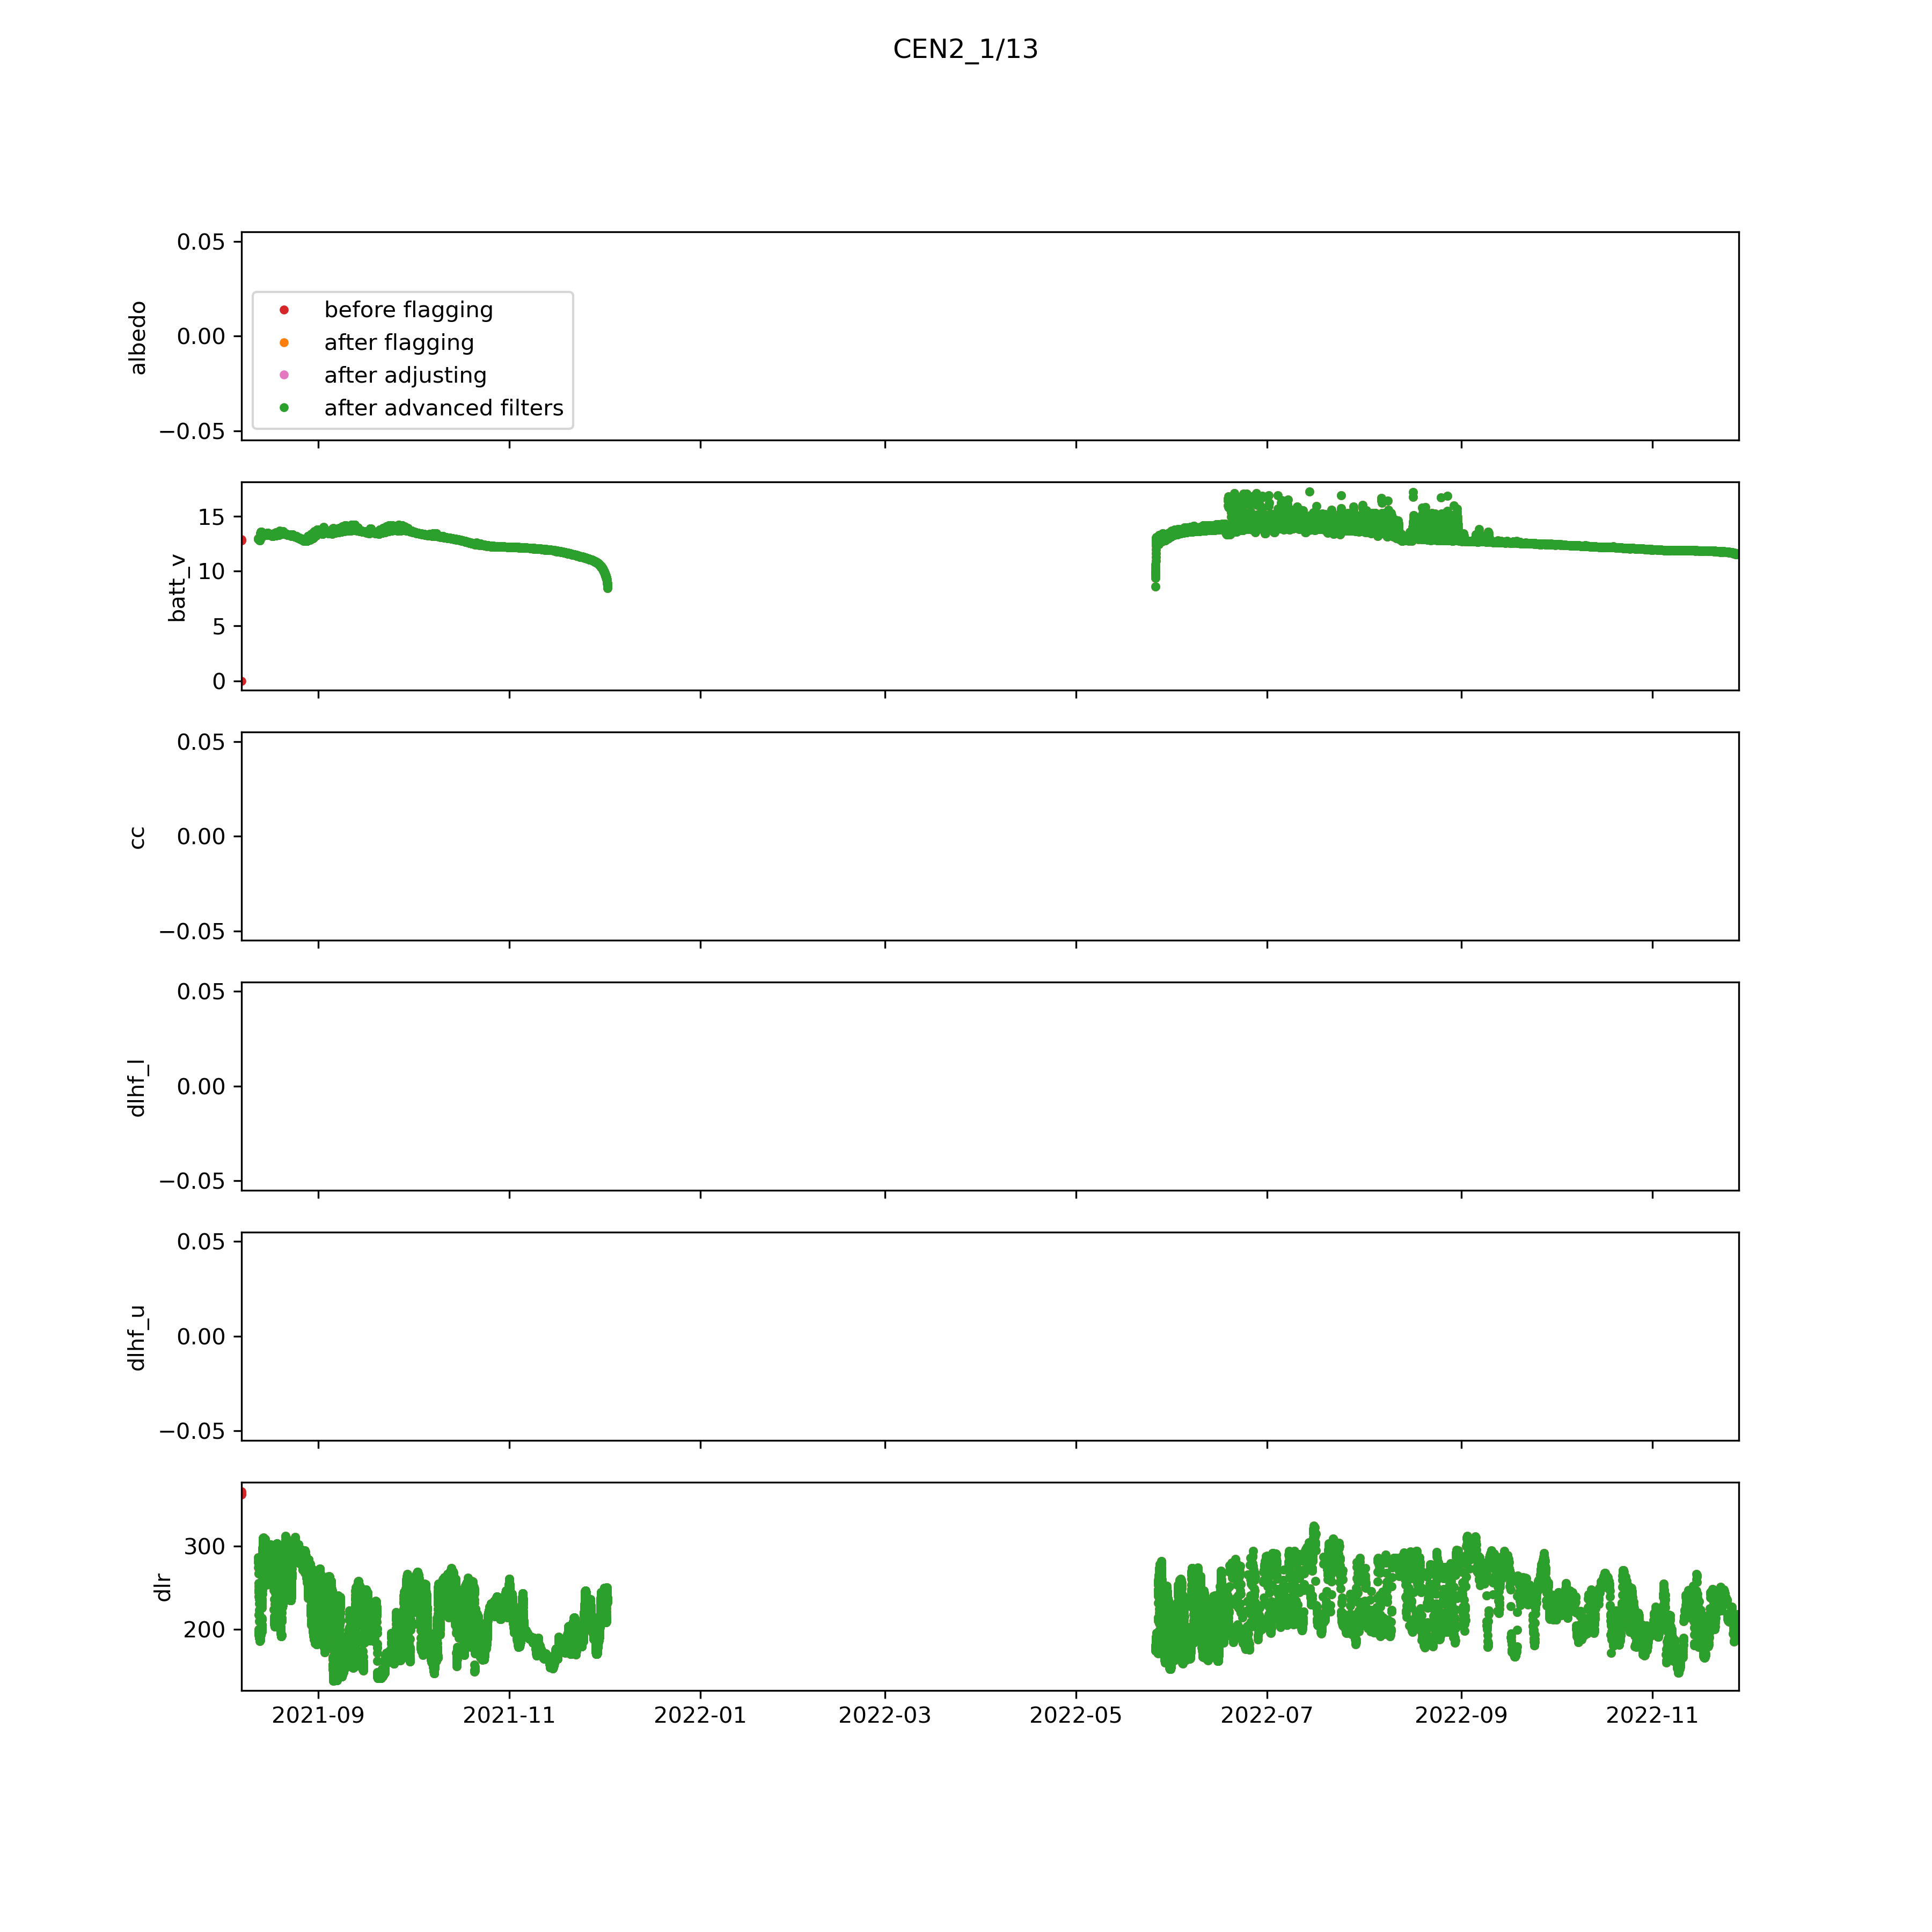 CEN2_1/13
0.05
0.00
−0.05
albedo
before flagging
after flagging
after adjusting
after advanced filters
15
10
5
0
batt_v
0.05
0.00
−0.05
cc
0.05
0.00
−0.05
dlhf_l
0.05
0.00
−0.05
dlhf_u
300
200
dlr
2021-09 2021-11 2022-01 2022-03 2022-05 2022-07 2022-09 2022-11